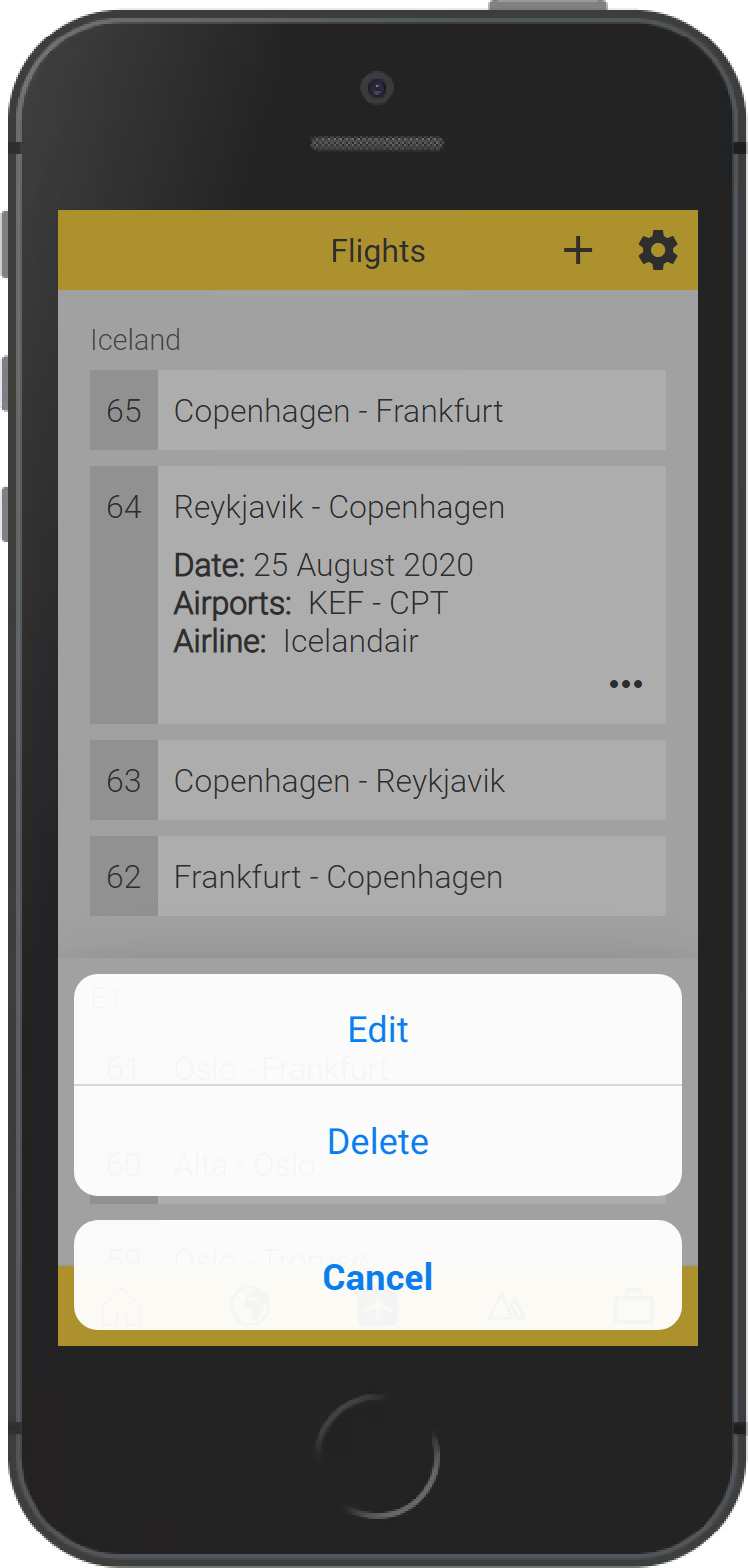 Flights
Iceland
65 Copenhagen - Frankfurt
64 Reykjavik - Copenhagen
Date: 25 August 2020
Airports: KEF - CPT
Airline: Icelandair
63 Copenhagen - Reykjavik
62 Frankfurt - Copenhagen
E1
Edit
61 Oslo - Frankfurt
Delete
60 Alta - Oslo
59 Oslo - Tromsø
Cancel